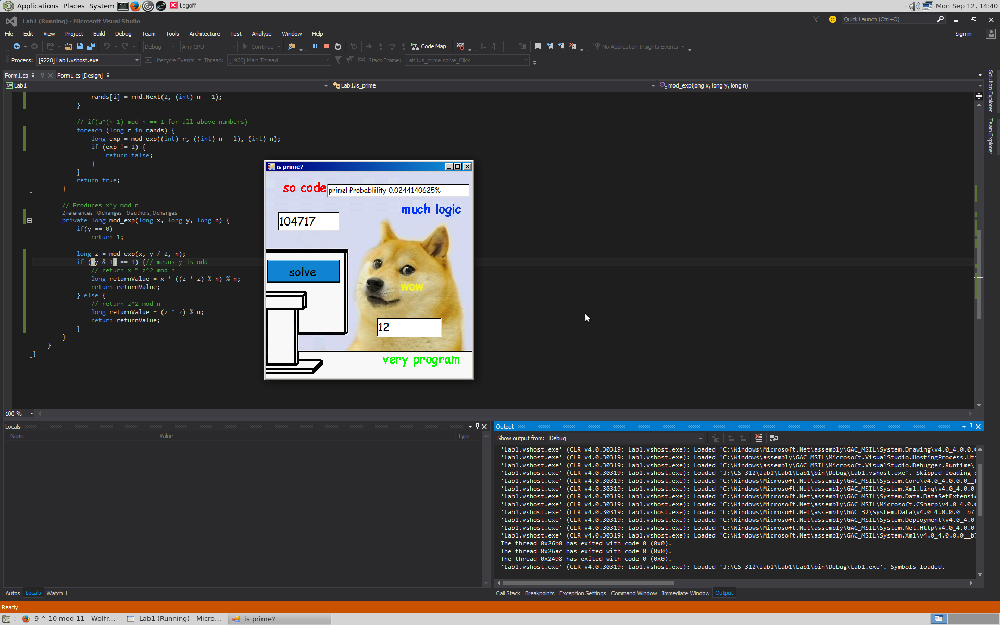 Applications Places System Logoff
Mon Sep 12, 14:40
Lab1 (Running) - Microsoft Visual Studio
Quick Launch (Ctrl+Q)
File Edit View Project Build Debug Team Tools Architecture Test Analyze Window Help
Sign in
Debug Any CPU Continue Code Map No Application Insights Events
Process: [9228] Lab1.vshost.exe Lifecycle Events Thread: [1900] Main Thread Stack Frame: Lab1.is_prime.solve_Click
Form1.cs Form1.cs [Design]
Lab1 Lab1.is_prime mod_exp(long x, long y, long n)
Solution Explorer
Team Explorer
rands[i] = rnd.Next(2, (int) n - 1);
}
// if(a^(n-1) mod n == 1 for all above numbers)
foreach (long r in rands) {
long exp = mod_exp((int) r, ((int) n - 1), (int) n);
if (exp != 1) {
return false;
}
}
return true;
}
// Produces x^y mod n
2 references | 0 changes | 0 authors, 0 changes
private long mod_exp(long x, long y, long n) {
if(y == 0)
return 1;
long z = mod_exp(x, y / 2, n);
if ((y & 1) == 1) {// means y is odd
// return x * z^2 mod n
long returnValue = x * ((z * z) % n) % n;
return returnValue;
} else {
// return z^2 mod n
long returnValue = (z * z) % n;
return returnValue;
}
}
}
}
is prime?
so code
prime! Probablility 0.0244140625%
much logic
104717
solve
wow
12
very program
100 %
Locals
Name Value Type
Autos Locals Watch 1
Output
Show output from: Debug
'Lab1.vshost.exe' (CLR v4.0.30319: Lab1.vshost.exe): Loaded 'C:\Windows\Microsoft.Net\assembly\GAC_MSIL\System.Drawing\v4.0_4.0.0.
'Lab1.vshost.exe' (CLR v4.0.30319: Lab1.vshost.exe): Loaded 'C:\Windows\assembly\GAC_MSIL\Microsoft.VisualStudio.HostingProcess.Ut
'Lab1.vshost.exe' (CLR v4.0.30319: Lab1.vshost.exe): Loaded 'C:\Windows\assembly\GAC_MSIL\Microsoft.VisualStudio.Debugger.Runtime\
'Lab1.vshost.exe' (CLR v4.0.30319: Lab1.vshost.exe): Loaded 'J:\CS 312\lab1\Lab1\Lab1\bin\Debug\Lab1.vshost.exe'. Skipped loading
'Lab1.vshost.exe' (CLR v4.0.30319: Lab1.vshost.exe): Loaded 'C:\Windows\Microsoft.Net\assembly\GAC_MSIL\System.Core\v4.0_4.0.0.0__
'Lab1.vshost.exe' (CLR v4.0.30319: Lab1.vshost.exe): Loaded 'C:\Windows\Microsoft.Net\assembly\GAC_MSIL\System.Xml.Linq\v4.0_4.0.0
'Lab1.vshost.exe' (CLR v4.0.30319: Lab1.vshost.exe): Loaded 'C:\Windows\Microsoft.Net\assembly\GAC_MSIL\System.Data.DataSetExtensi
'Lab1.vshost.exe' (CLR v4.0.30319: Lab1.vshost.exe): Loaded 'C:\Windows\Microsoft.Net\assembly\GAC_MSIL\Microsoft.CSharp\v4.0_4.0.
'Lab1.vshost.exe' (CLR v4.0.30319: Lab1.vshost.exe): Loaded 'C:\Windows\Microsoft.Net\assembly\GAC_32\System.Data\v4.0_4.0.0.0__b7
'Lab1.vshost.exe' (CLR v4.0.30319: Lab1.vshost.exe): Loaded 'C:\Windows\Microsoft.Net\assembly\GAC_MSIL\System.Deployment\v4.0_4.0
'Lab1.vshost.exe' (CLR v4.0.30319: Lab1.vshost.exe): Loaded 'C:\Windows\Microsoft.Net\assembly\GAC_MSIL\System.Net.Http\v4.0_4.0.0
'Lab1.vshost.exe' (CLR v4.0.30319: Lab1.vshost.exe): Loaded 'C:\Windows\Microsoft.Net\assembly\GAC_MSIL\System.Xml\v4.0_4.0.0.0__b
The thread 0x26b0 has exited with code 0 (0x0).
The thread 0x26ac has exited with code 0 (0x0).
The thread 0x2498 has exited with code 0 (0x0).
'Lab1.vshost.exe' (CLR v4.0.30319: Lab1.vshost.exe): Loaded 'J:\CS 312\lab1\Lab1\Lab1\bin\Debug\Lab1.exe'. Symbols loaded.
Call Stack Breakpoints Exception Settings Command Window Immediate Window Output
Ready
9 ^ 10 mod 11 - Wolfr... Lab1 (Running) - Micro... is prime?